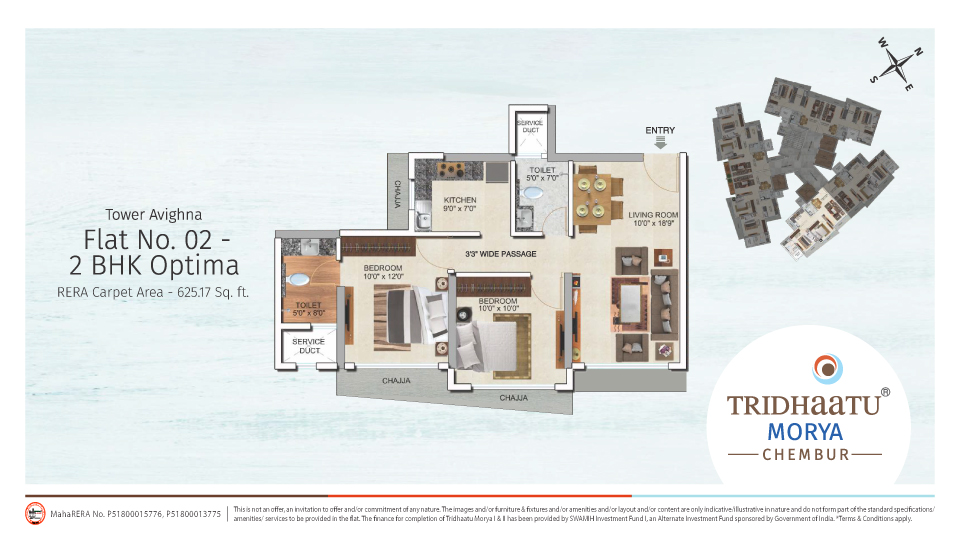 Tower Avighna
Flat No. 02 -
2 BHK Optima
RERA Carpet Area - 625.17 Sq. ft.
W
N
S
E
SERVICE
DUCT
ENTRY
TOILET
5'0" x 7'0"
CHAJJA
KITCHEN
9'0" x 7'0"
LIVING ROOM
10'0" x 18'9"
3'3" WIDE PASSAGE
BEDROOM
10'0" x 12'0"
BEDROOM
10'0" x 10'0"
TOILET
5'0" x 8'0"
SERVICE
DUCT
CHAJJA
CHAJJA
TRIDHAATU®
MORYA
CHEMBUR
MahaRERA No. P51800015776, P51800013775
This is not an offer, an invitation to offer and/or commitment of any nature. The images and/or furniture & fixtures and/or amenities and/or layout and/or content are only indicative/illustrative in nature and do not form part of the standard specifications/
amenities/ services to be provided in the flat. The finance for completion of Tridhaatu Morya I & II has been provided by SWAMIH Investment Fund I, an Alternate Investment Fund sponsored by Government of India. *Terms & Conditions apply.